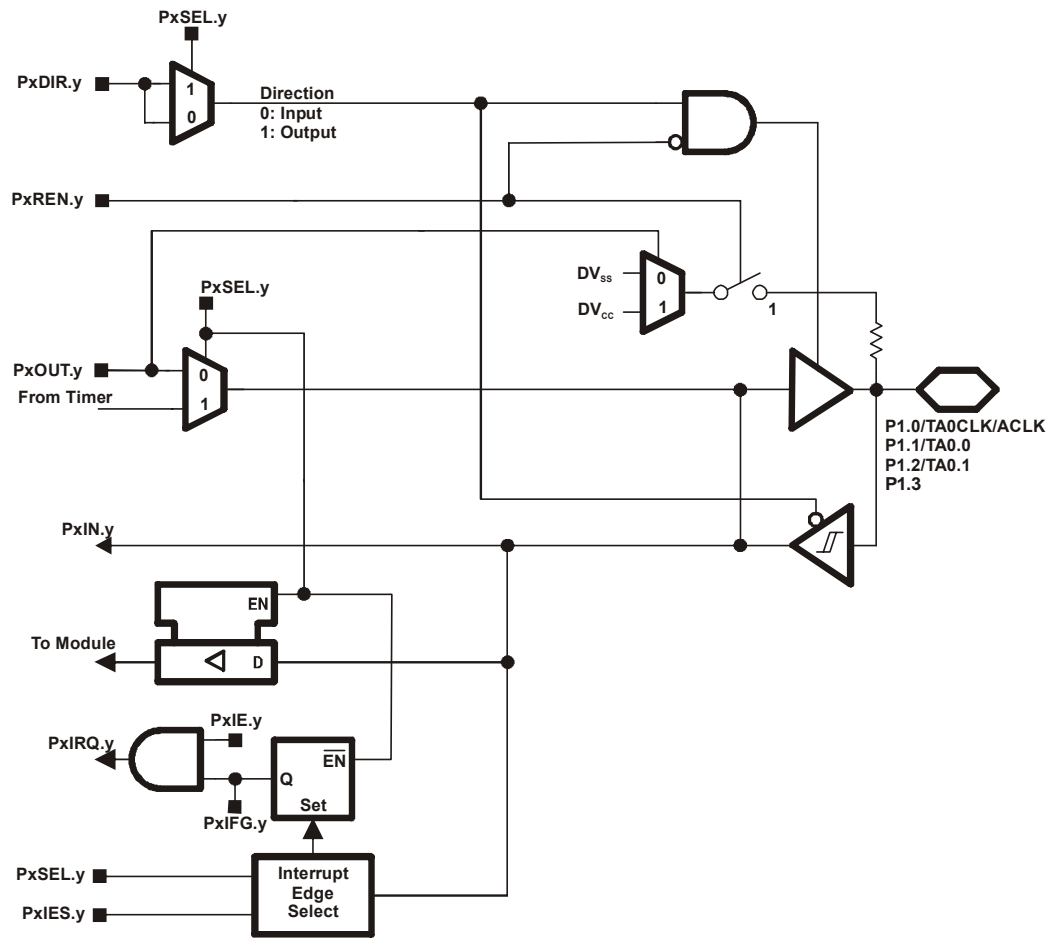 PxSEL.y
PxDIR.y
1
0
Direction
0: Input
1: Output
PxREN.y
DVSS
0
DVCC
1
1
PxSEL.y
PxOUT.y
0
From Timer
1
P1.0/TA0CLK/ACLK
P1.1/TA0.0
P1.2/TA0.1
P1.3
PxIN.y
EN
To Module
D
PxIE.y
PxIRQ.y
EN
Q
Set
PxIFG.y
PxSEL.y
PxIES.y
Interrupt
Edge
Select